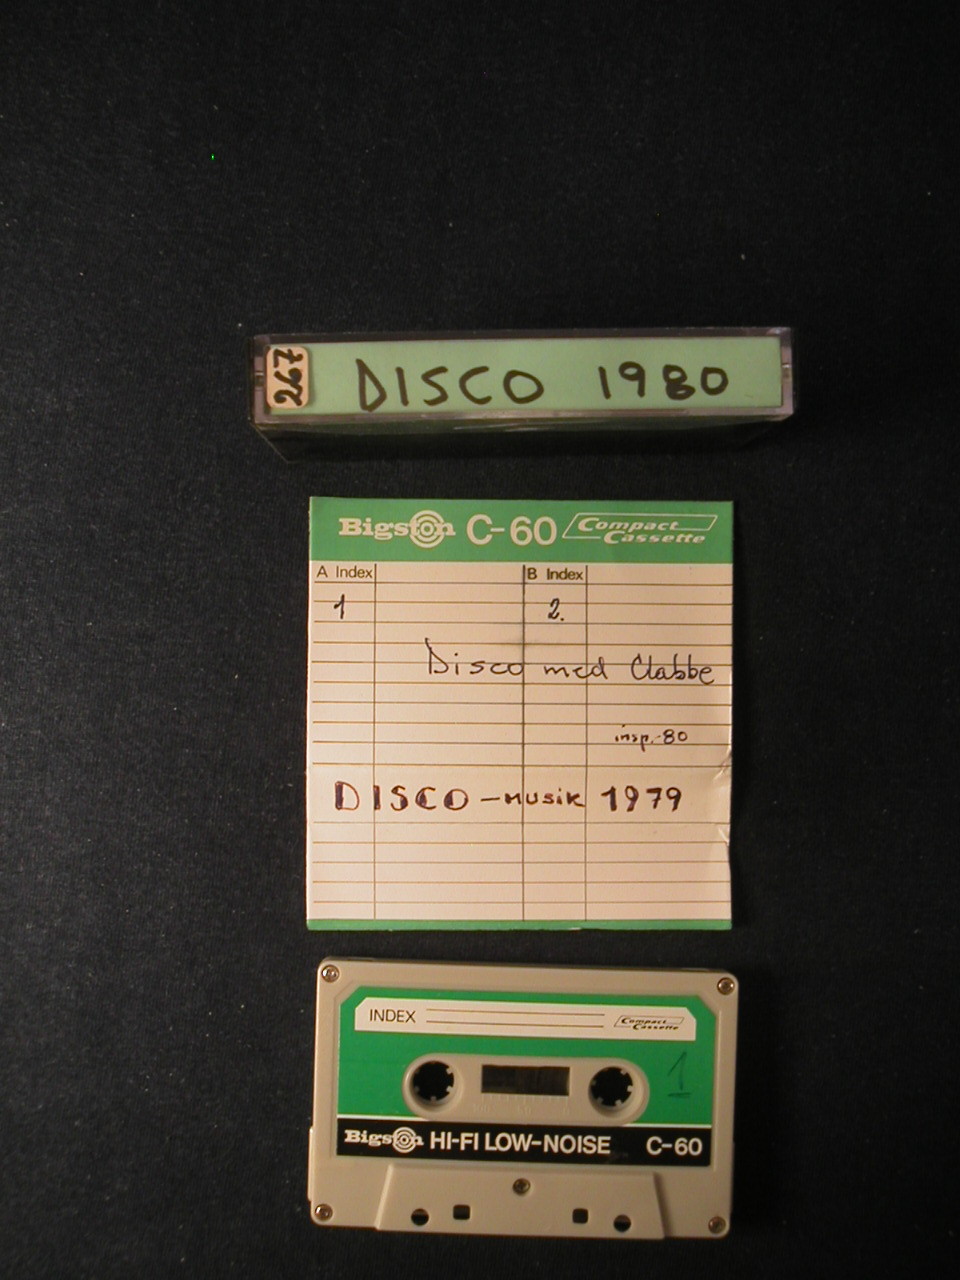 267
DISCO 1980
Bigston C-60 Compact Cassette
A Index B Index
1 2.
Disco med Clabbe
insp.-80
DISCO-MUSIK 1979
INDEX Compact Cassette
1
Bigston HI-FI LOW-NOISE C-60